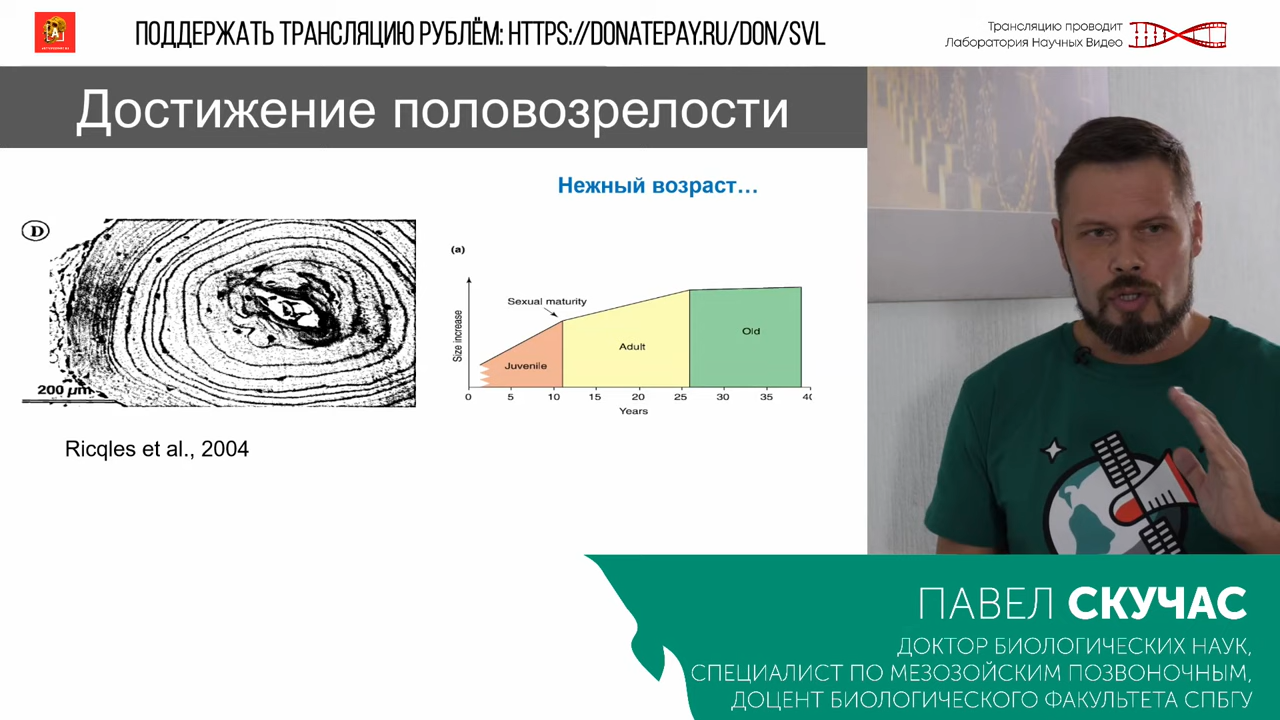 ПОДДЕРЖАТЬ ТРАНСЛЯЦИЮ РУБЛЁМ: HTTPS://DONATEPAY.RU/DON/SVL
Трансляцию проводит
Лаборатория Научных Видео
Достижение половозрелости
Нежный возраст...
D
200 µm
Ricqles et al., 2004
(a)
Size increase
Sexual maturity
Juvenile
Adult
Old
0 5 10 15 20 25 30 35
Years
ПАВЕЛ СКУЧАС
ДОКТОР БИОЛОГИЧЕСКИХ НАУК,
СПЕЦИАЛИСТ ПО МЕЗОЗОЙСКИМ ПОЗВОНОЧНЫМ,
ДОЦЕНТ БИОЛОГИЧЕСКОГО ФАКУЛЬТЕТА СПБГУ